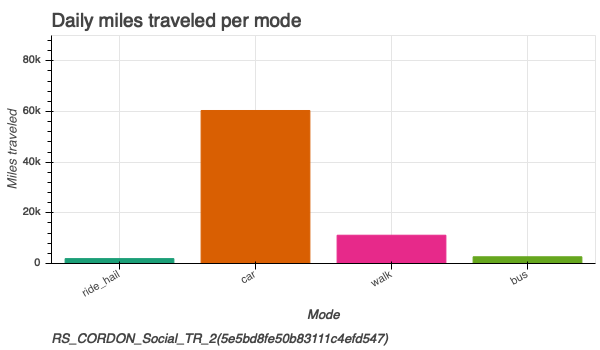 Daily miles traveled per mode
80k
60k
40k
20k
0
Miles traveled
ride_hail
car
walk
bus
Mode
RS_CORDON_Social_TR_2(5e5bd8fe50b83111c4efd547)